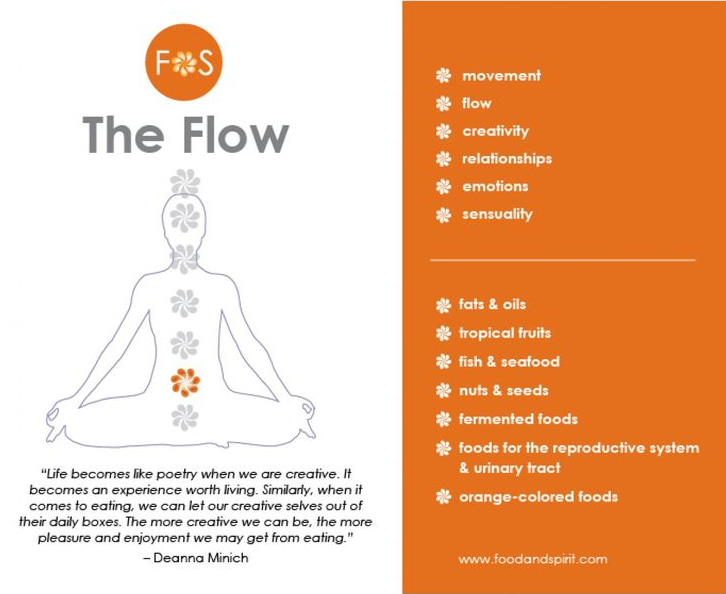 F S
The Flow
“Life becomes like poetry when we are creative. It
becomes an experience worth living. Similarly, when it
comes to eating, we can let our creative selves out of
their daily boxes. The more creative we can be, the more
pleasure and enjoyment we may get from eating.”
– Deanna Minich
movement
flow
creativity
relationships
emotions
sensuality
fats & oils
tropical fruits
fish & seafood
nuts & seeds
fermented foods
foods for the reproductive system
& urinary tract
orange-colored foods
www.foodandspirit.com